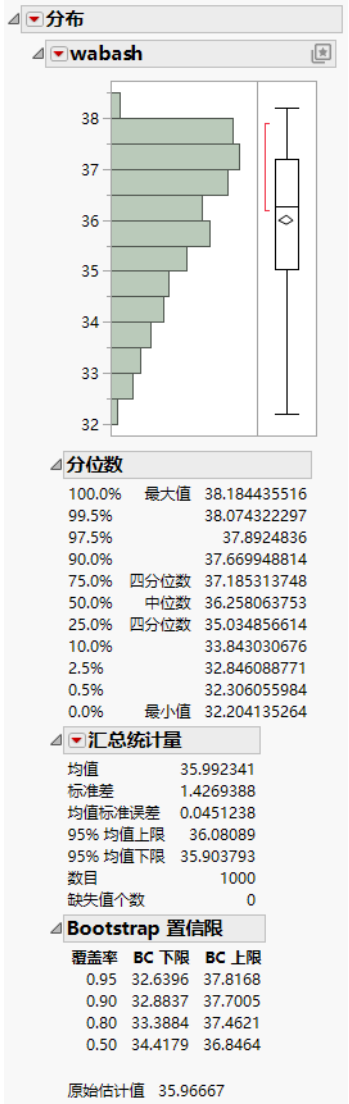 分布
wabash
38
37
36
35
34
33
32
分位数
100.0% 最大值 38.184435516
99.5% 38.074322297
97.5% 37.8924836
90.0% 37.669948814
75.0% 四分位数 37.185313748
50.0% 中位数 36.258063753
25.0% 四分位数 35.034856614
10.0% 33.843030676
2.5% 32.846088771
0.5% 32.306055984
0.0% 最小值 32.204135264
汇总统计量
均值 35.992341
标准差 1.4269388
均值标准误差 0.0451238
95% 均值上限 36.08089
95% 均值下限 35.903793
数目 1000
缺失值个数 0
Bootstrap 置信限
覆盖率 BC 下限 BC 上限
0.95 32.6396 37.8168
0.90 32.8837 37.7005
0.80 33.3884 37.4621
0.50 34.4179 36.8464
原始估计值 35.96667